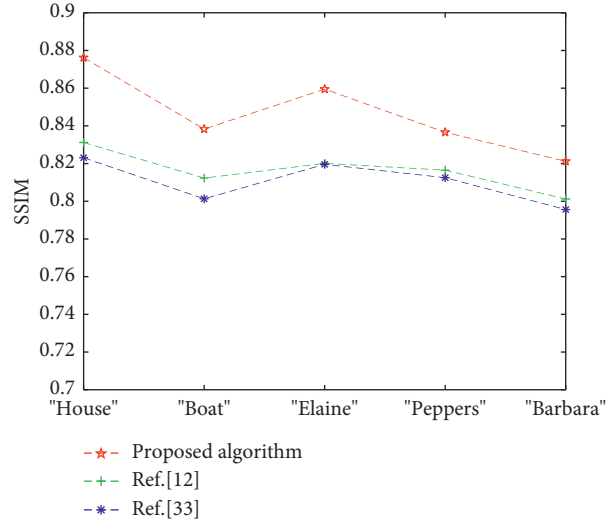 0.9
0.88
0.86
0.84
0.82
0.8
0.78
0.76
0.74
0.72
0.7
SSIM
"House" "Boat" "Elaine" "Peppers" "Barbara"
Proposed algorithm
Ref.[12]
Ref.[33]